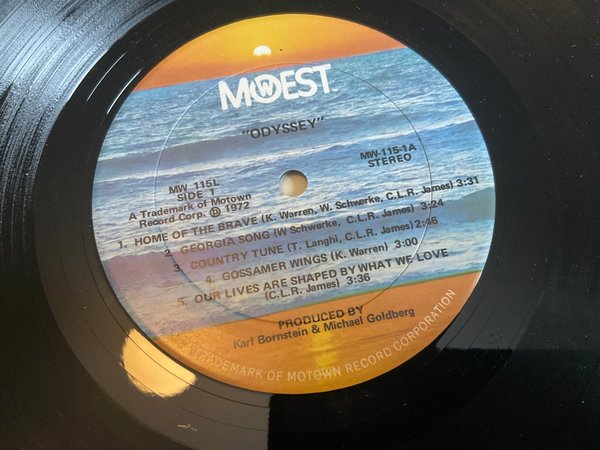 MOWEST
"ODYSSEY"
MW 115L
SIDE 1
MW-115-1A
STEREO
A Trademark of Motown
Record Corp. Ⓟ 1972
1. HOME OF THE BRAVE (K. Warren, W. Schwerke, C.L.R. James) 3:31
2. GEORGIA SONG (W Schwerke, C.L.R. James) 3:24
3. COUNTRY TUNE (T. Langhi, C.L.R. James) 2:46
4. GOSSAMER WINGS (K. Warren) 3:00
5. OUR LIVES ARE SHAPED BY WHAT WE LOVE
(C.L.R. James) 3:36
PRODUCED BY
Karl Bornstein & Michael Goldberg
A TRADEMARK OF MOTOWN RECORD CORPORATION